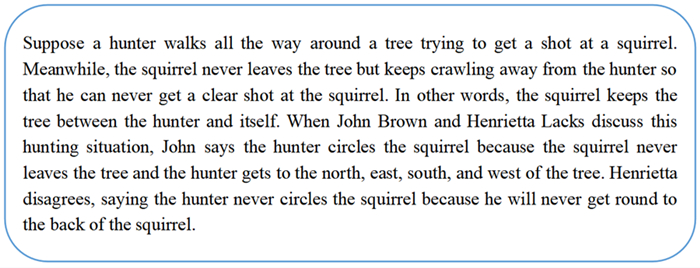 Suppose a hunter walks all the way around a tree trying to get a shot at a squirrel.
Meanwhile, the squirrel never leaves the tree but keeps crawling away from the hunter so
that he can never get a clear shot at the squirrel. In other words, the squirrel keeps the
tree between the hunter and itself. When John Brown and Henrietta Lacks discuss this
hunting situation, John says the hunter circles the squirrel because the squirrel never
leaves the tree and the hunter gets to the north, east, south, and west of the tree. Henrietta
disagrees, saying the hunter never circles the squirrel because he will never get round to
the back of the squirrel.